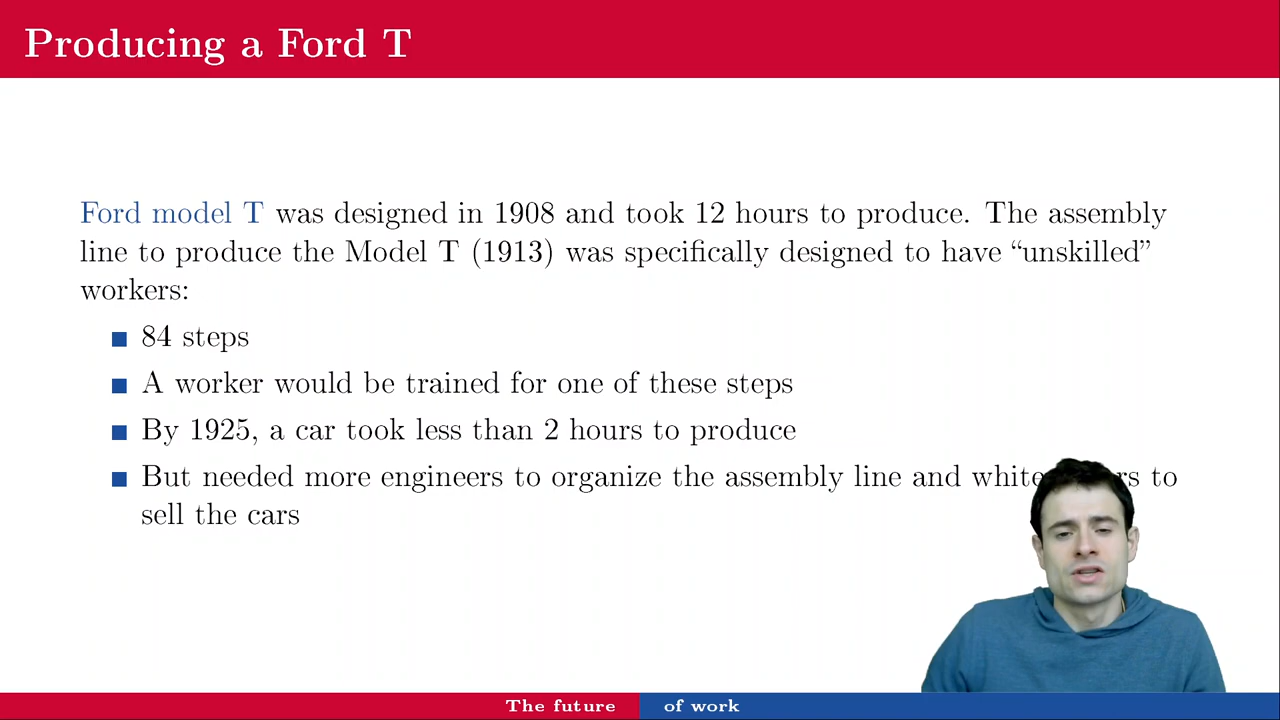 Producing a Ford T
Ford model T was designed in 1908 and took 12 hours to produce. The assembly
line to produce the Model T (1913) was specifically designed to have “unskilled”
workers:
84 steps
A worker would be trained for one of these steps
By 1925, a car took less than 2 hours to produce
But needed more engineers to organize the assembly line and white to
sell the cars
The future of work